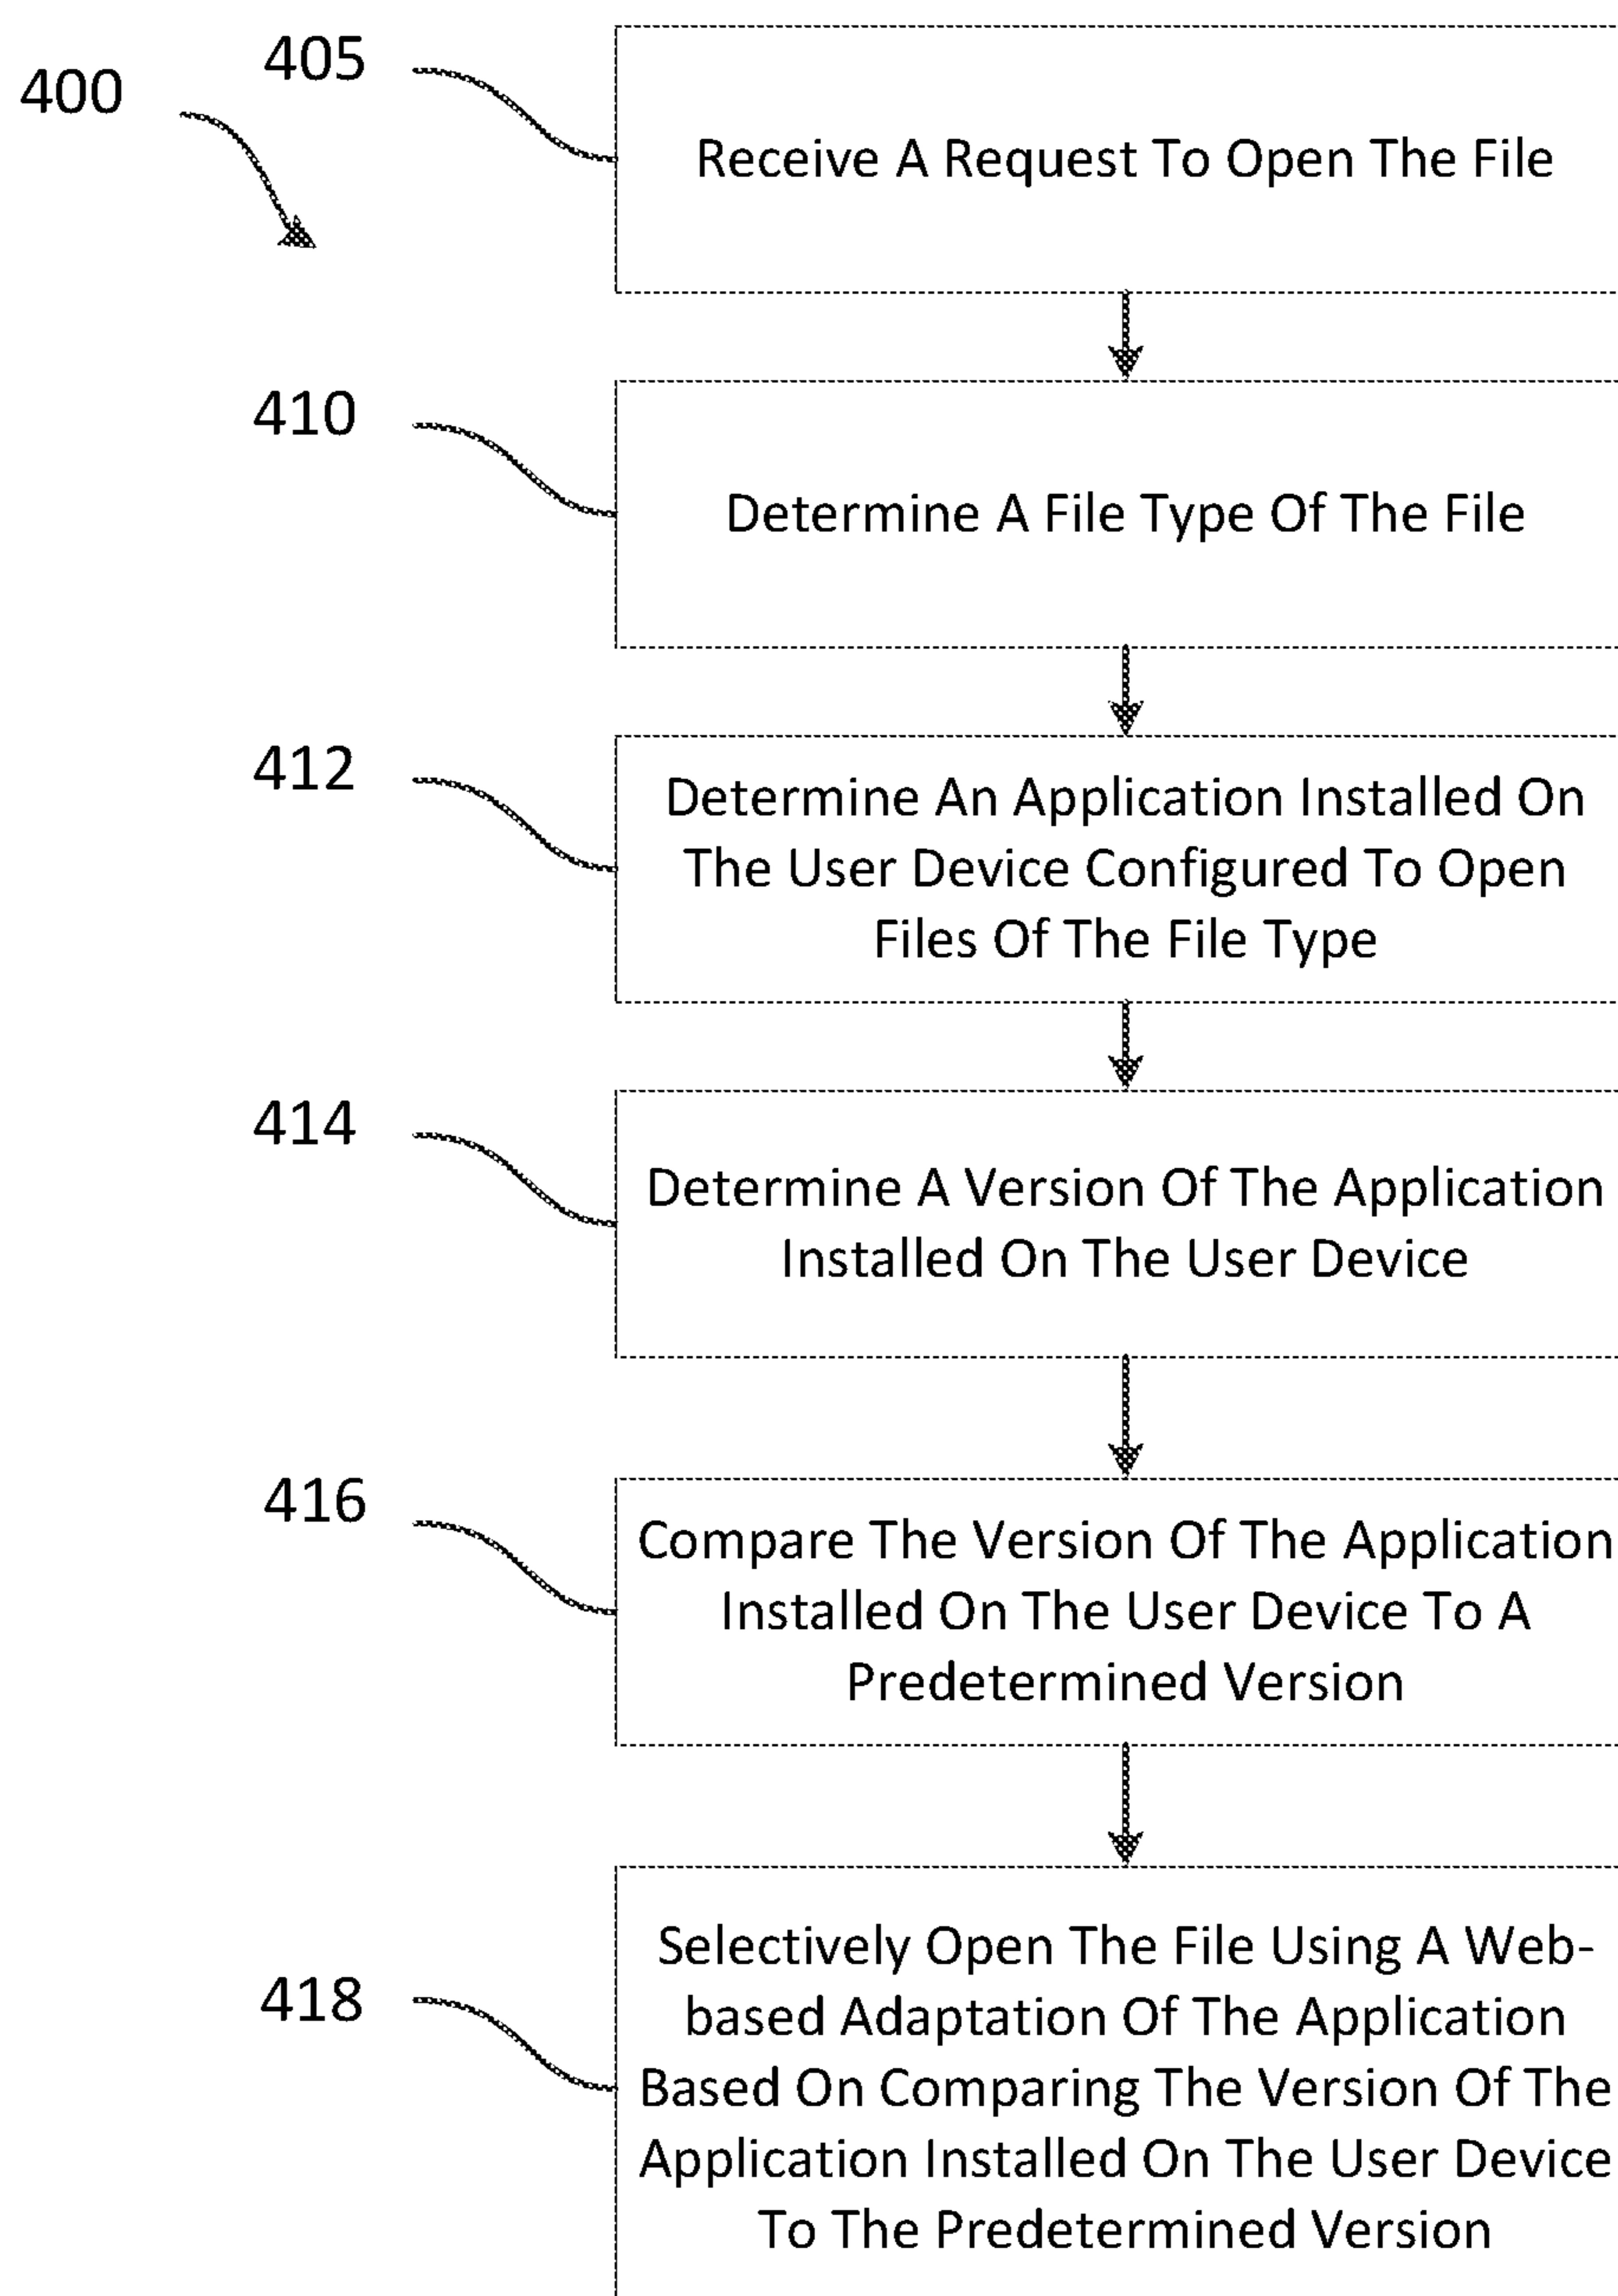 400
405
Receive A Request To Open The File
410
Determine A File Type Of The File
412
Determine An Application Installed On
The User Device Configured To Open
Files Of The File Type
414
Determine A Version Of The Application
Installed On The User Device
416
Compare The Version Of The Application
Installed On The User Device To A
Predetermined Version
418
Selectively Open The File Using A Web-
based Adaptation Of The Application
Based On Comparing The Version Of The
Application Installed On The User Device
To The Predetermined Version